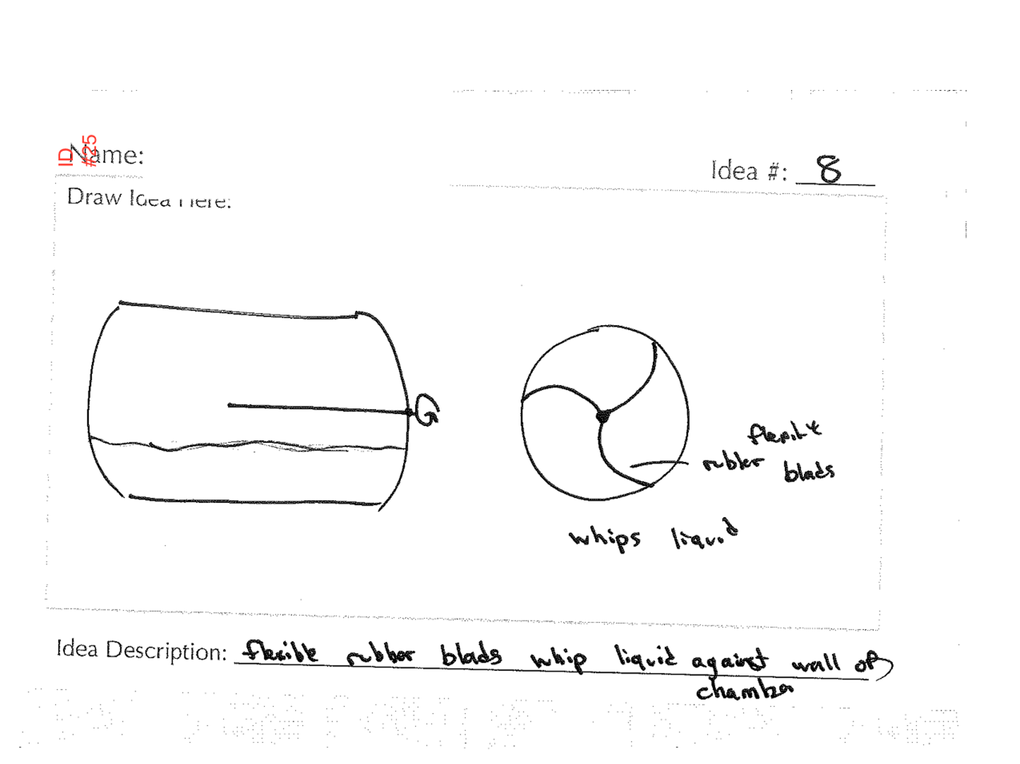 ID #25
Name:
Idea #: 8
Draw Idea Here:
flexible
rubber blads
whips liquid
Idea Description: flexible rubber blads whip liquid against wall of
chamber